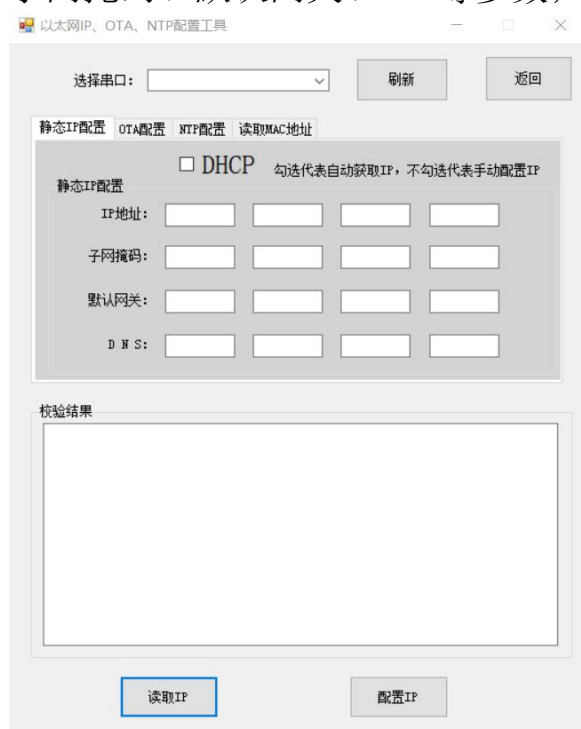 以太网IP、OTA、NTP配置工具
选择串口：
刷新
返回
静态IP配置 OTA配置 NTP配置 读取MAC地址
DHCP 勾选代表自动获取IP，不勾选代表手动配置IP
静态IP配置
IP地址：
子网掩码：
默认网关：
D N S：
校验结果
读取IP
配置IP